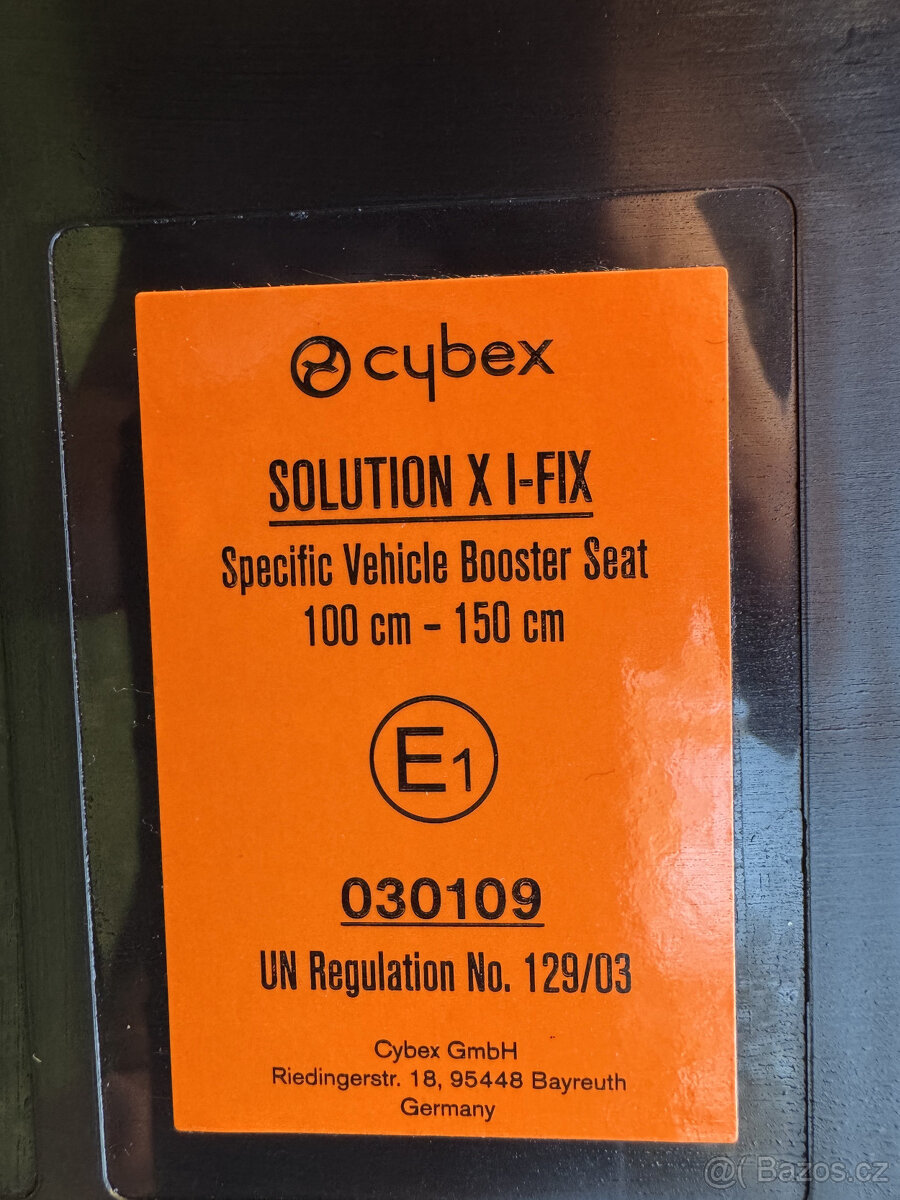 cybex
SOLUTION X I-FIX
Specific Vehicle Booster Seat
100 cm - 150 cm
E1
030109
UN Regulation No. 129/03
Cybex GmbH
Riedingerstr. 18, 95448 Bayreuth
Germany
@( Bazos.cz